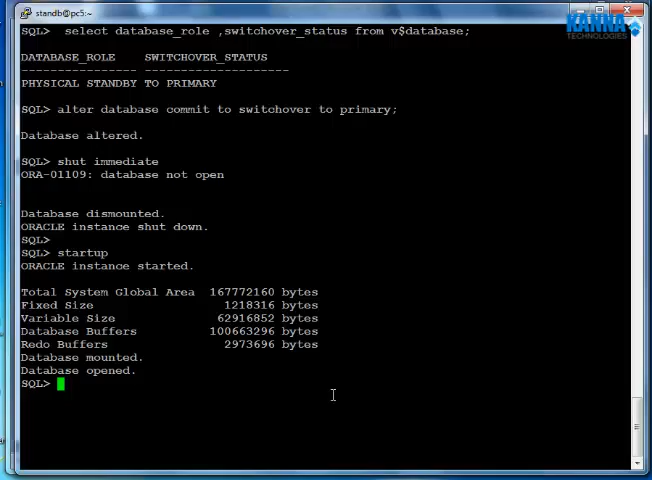 standb@pc5:~
KANNA
TECHNOLOGIES
SQL>  select database_role ,switchover_status from v$database;
DATABASE_ROLE    SWITCHOVER_STATUS
---------------- --------------------
PHYSICAL STANDBY TO PRIMARY
SQL> alter database commit to switchover to primary;
Database altered.
SQL> shut immediate
ORA-01109: database not open
Database dismounted.
ORACLE instance shut down.
SQL>
SQL> startup
ORACLE instance started.
Total System Global Area  167772160 bytes
Fixed Size                  1218316 bytes
Variable Size              62916852 bytes
Database Buffers          100663296 bytes
Redo Buffers                2973696 bytes
Database mounted.
Database opened.
SQL>